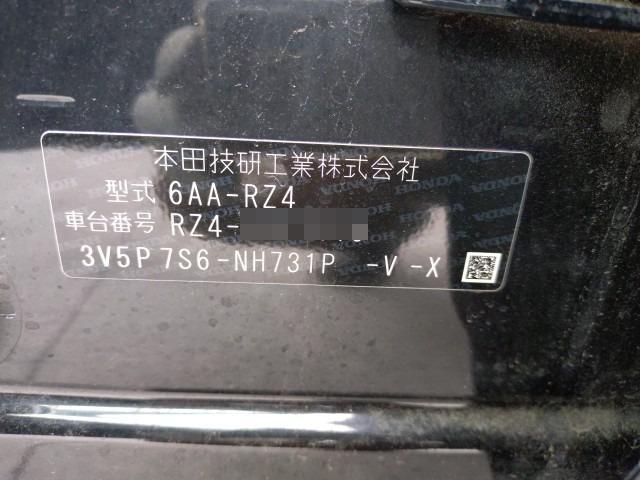 本田技研工業株式会社
型式 6AA-RZ4
車台番号 RZ4-
3V5P 7S6-NH731P -V -X